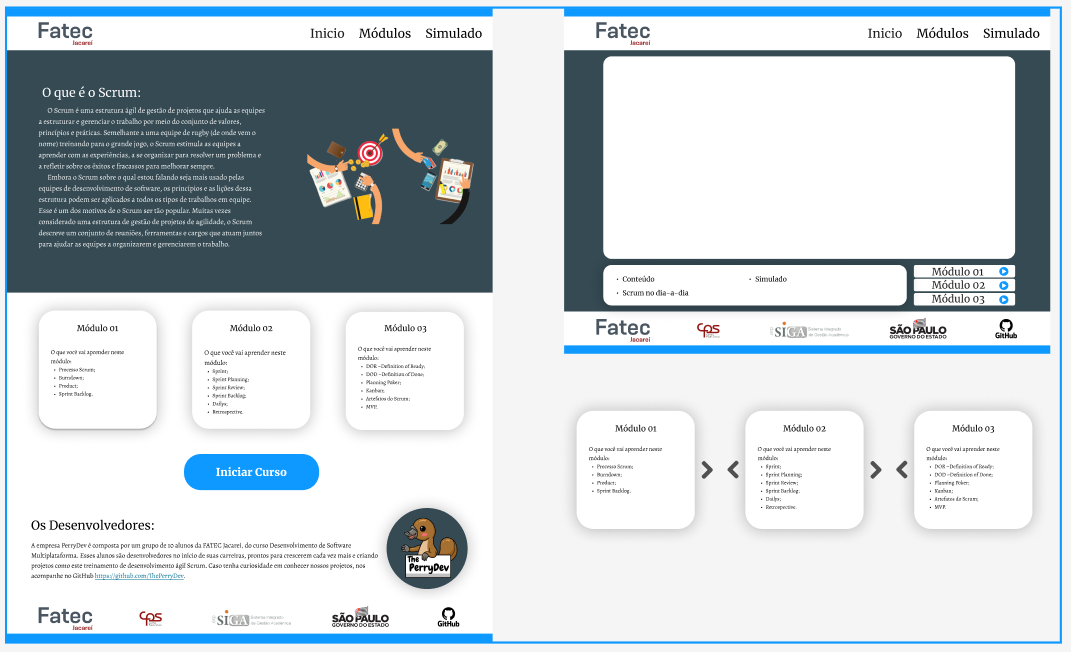 Fatec
Jacareí
Inicio Módulos Simulado
O que é o Scrum:
O Scrum é uma estrutura ágil de gestão de projetos que ajuda as equipes
a estruturar e gerenciar o trabalho por meio do conjunto de valores,
princípios e práticas. Semelhante a uma equipe de rugby (de onde vem o
nome) treinando para o grande jogo, o Scrum estimula as equipes a
aprender com as experiências, a se organizar para resolver um problema e
a refletir sobre os êxitos e fracassos para melhorar sempre.
Embora o Scrum sobre o qual estou falando seja mais usado pelas
equipes de desenvolvimento de software, os princípios e as lições dessa
estrutura podem ser aplicados a todos os tipos de trabalhos em equipe.
Esse é um dos motivos de o Scrum ser tão popular. Muitas vezes
considerado uma estrutura de gestão de projetos de agilidade, o Scrum
descreve um conjunto de reuniões, ferramentas e cargos que atuam juntos
para ajudar as equipes a organizarem e gerenciarem o trabalho.
Módulo 01
O que você vai aprender neste
módulo:
• Processo Scrum;
• Burndown;
• Product;
• Sprint Backlog.
Módulo 02
O que você vai aprender neste
módulo:
• Sprint;
• Sprint Planning;
• Sprint Review;
• Sprint Backlog;
• Dailys;
• Retrospective.
Módulo 03
O que você vai aprender neste
módulo:
• DOR –Definition of Ready;
• DOD –Definition of Done;
• Planning Poker;
• Kanban;
• Artefatos do Scrum;
• MVP.
Iniciar Curso
Os Desenvolvedores:
A empresa PerryDev é composta por um grupo de 10 alunos da FATEC Jacareí, do curso Desenvolvimento de Software
Multiplataforma. Esses alunos são desenvolvedores no início de suas carreiras, prontos para crescerem cada vez mais e criando
projetos como este treinamento de desenvolvimento ágil Scrum. Caso tenha curiosidade em conhecer nossos projetos, nos
acompanhe no GitHub https://github.com/ThePerryDev.
The
PerryDev
Fatec
Jacareí
cps
SIGA
Sistema Integrado
de Gestão Acadêmica
SÃO PAULO
GOVERNO DO ESTADO
GitHub
Fatec
Jacareí
Inicio Módulos Simulado
• Conteúdo
• Simulado
• Scrum no dia-a-dia
Módulo 01
Módulo 02
Módulo 03
Fatec
Jacareí
cps
SIGA
Sistema Integrado
de Gestão Acadêmica
SÃO PAULO
GOVERNO DO ESTADO
GitHub
Módulo 01
O que você vai aprender neste
módulo:
• Processo Scrum;
• Burndown;
• Product;
• Sprint Backlog.
Módulo 02
O que você vai aprender neste
módulo:
• Sprint;
• Sprint Planning;
• Sprint Review;
• Sprint Backlog;
• Dailys;
• Retrospective.
Módulo 03
O que você vai aprender neste
módulo:
• DOR –Definition of Ready;
• DOD –Definition of Done;
• Planning Poker;
• Kanban;
• Artefatos do Scrum;
• MVP.